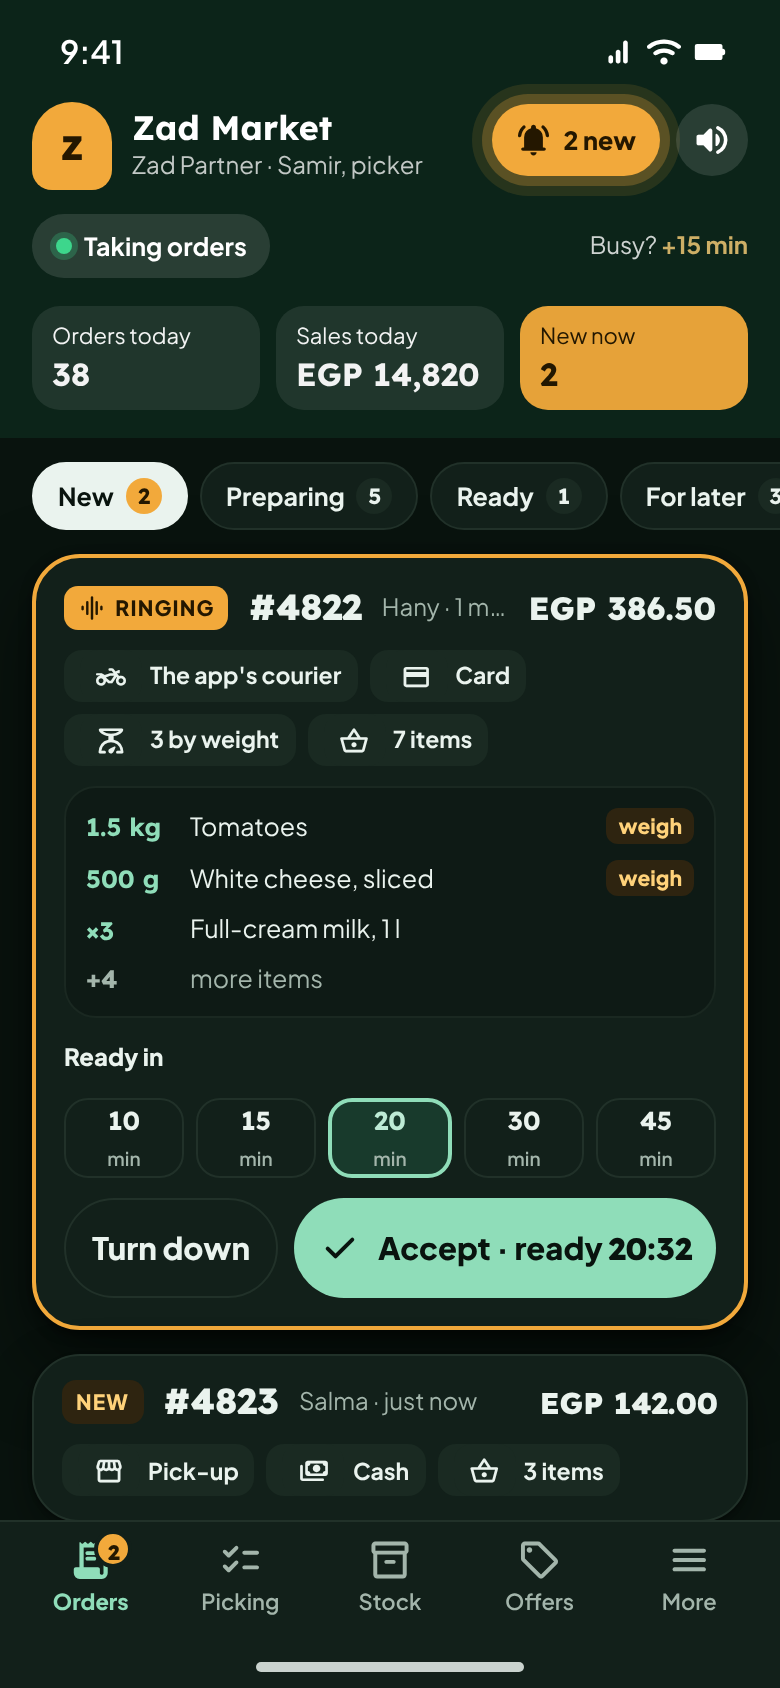 9:41
Z
Zad Market
Zad Partner · Samir, picker
2 new
Taking orders
Busy? +15 min
Orders today
38
Sales today
EGP 14,820
New now
2
New 2
Preparing 5
Ready 1
For later 3
RINGING #4822 Hany · 1 m... EGP 386.50
The app's courier
Card
3 by weight
7 items
1.5 kg Tomatoes weigh
500 g White cheese, sliced weigh
×3 Full-cream milk, 1 l
+4 more items
Ready in
10 min
15 min
20 min
30 min
45 min
Turn down
Accept · ready 20:32
NEW #4823 Salma · just now EGP 142.00
Pick-up
Cash
3 items
2
Orders
Picking
Stock
Offers
More